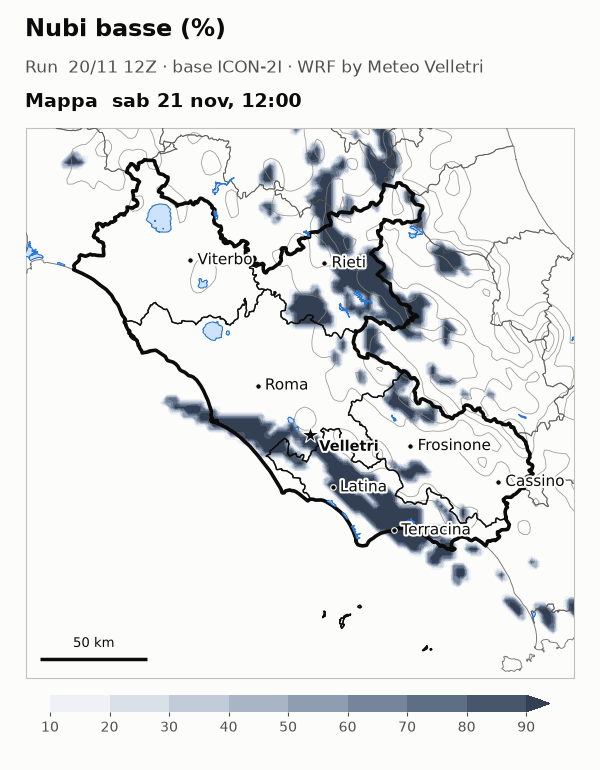 Nubi basse (%)
Run 20/11 12Z · base ICON-2I · WRF by Meteo Velletri
Mappa sab 21 nov, 12:00
Viterbo
Rieti
Roma
Velletri
Frosinone
Latina
Cassino
Terracina
50 km
10 20 30 40 50 60 70 80 90